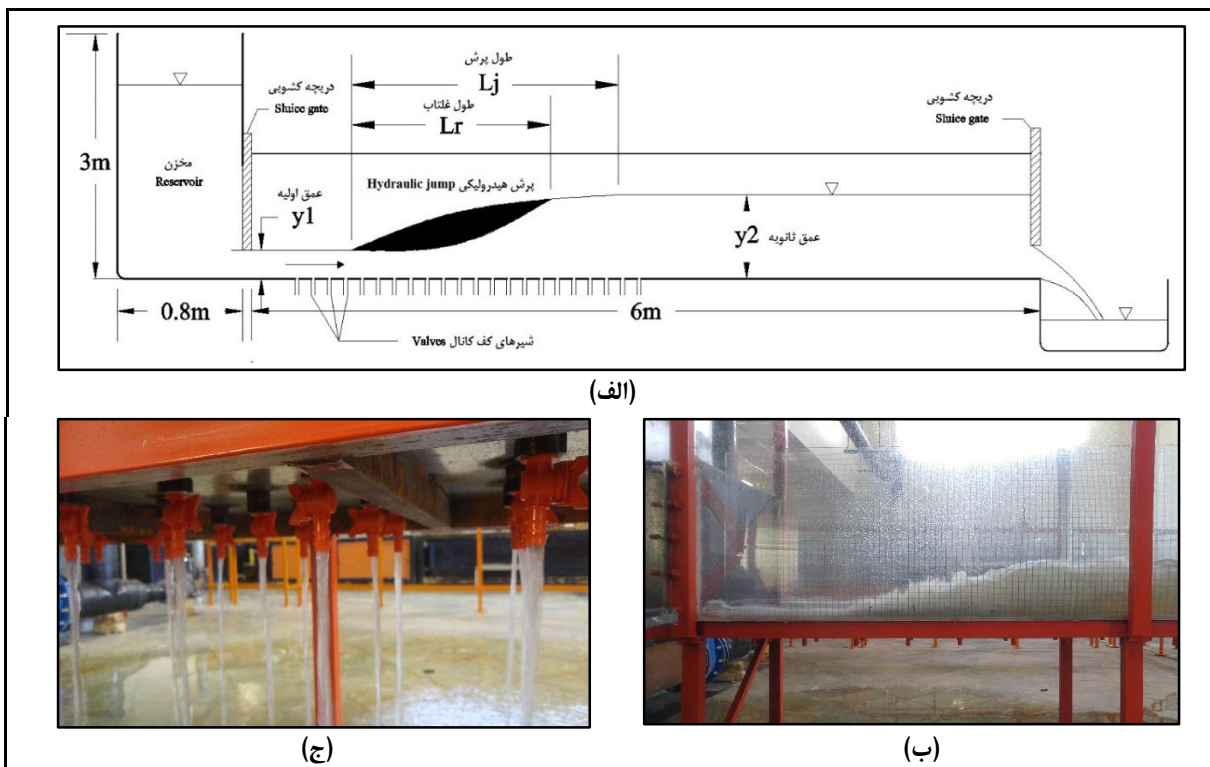 طول پرش
Lj
دریچه کشویی
Sluice gate
طول غلتاب
Lr
دریچه کشویی
Sluice gate
3m
مخزن
Reservoir
عمق اولیه
y1
پرش هیدرولیکی Hydraulic jump
y2 عمق ثانویه
0.8m
6m
شیرهای کف کانال Valves
(الف)
(ب)
(ج)